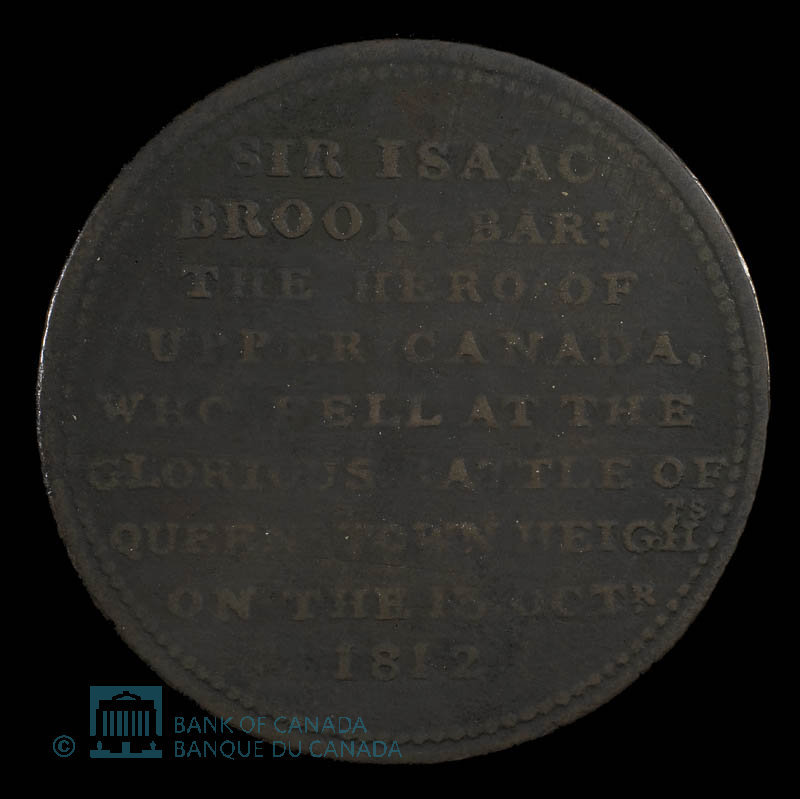 SIR ISAAC
BROOK. BART
THE HERO OF
UPPER CANADA,
WHO FELL AT THE
GLORIOUS BATTLE OF
QUEENSTOWN HEIGHTS
ON THE 13 OCTR
1812
© BANK OF CANADA
BANQUE DU CANADA